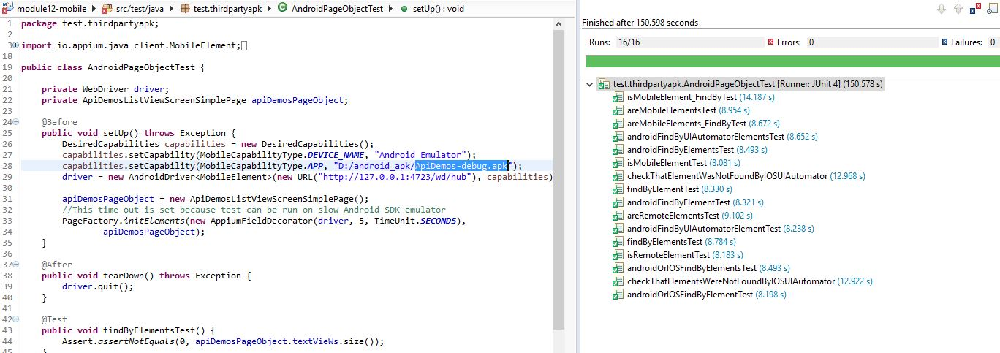 module12-mobile src/test/java test.thirdpartyapk AndroidPageObjectTest setUp() : void
1 package test.thirdpartyapk;
2
3 import io.appium.java_client.MobileElement;
18
19 public class AndroidPageObjectTest {
20
21 private WebDriver driver;
22 private ApiDemosListViewScreenSimplePage apiDemosPageObject;
23
24 @Before
25 public void setUp() throws Exception {
26 DesiredCapabilities capabilities = new DesiredCapabilities();
27 capabilities.setCapability(MobileCapabilityType.DEVICE_NAME, "Android Emulator");
28 capabilities.setCapability(MobileCapabilityType.APP, "D:/android_apk/ApiDemos-debug.apk");
29 driver = new AndroidDriver<MobileElement>(new URL("http://127.0.0.1:4723/wd/hub"), capabilities)
30
31 apiDemosPageObject = new ApiDemosListViewScreenSimplePage();
32 //This time out is set because test can be run on slow Android SDK emulator
33 PageFactory.initElements(new AppiumFieldDecorator(driver, 5, TimeUnit.SECONDS),
34 apiDemosPageObject);
35 }
36
37 @After
38 public void tearDown() throws Exception {
39 driver.quit();
40 }
41
42 @Test
43 public void findByElementsTest() {
44 Assert.assertNotEquals(0, apiDemosPageObject.textVieWs.size());
Finished after 150.598 seconds
Runs: 16/16 Errors: 0 Failures: 0
test.thirdpartyapk.AndroidPageObjectTest [Runner: JUnit 4] (150.578 s)
isMobileElement_FindByTest (14.187 s)
areMobileElementsTest (8.954 s)
areMobileElements_FindByTest (8.672 s)
androidFindByUIAutomatorElementsTest (8.652 s)
androidFindByElementsTest (8.493 s)
isMobileElementTest (8.081 s)
checkThatElementWasNotFoundByIOSUIAutomator (12.968 s)
findByElementTest (8.330 s)
androidFindByElementTest (8.321 s)
areRemoteElementsTest (9.102 s)
androidFindByUIAutomatorElementTest (8.238 s)
findByElementsTest (8.784 s)
isRemoteElementTest (8.183 s)
androidOrIOSFindByElementsTest (8.493 s)
checkThatElementsWereNotFoundByIOSUIAutomator (12.922 s)
androidOrIOSFindByElementTest (8.198 s)